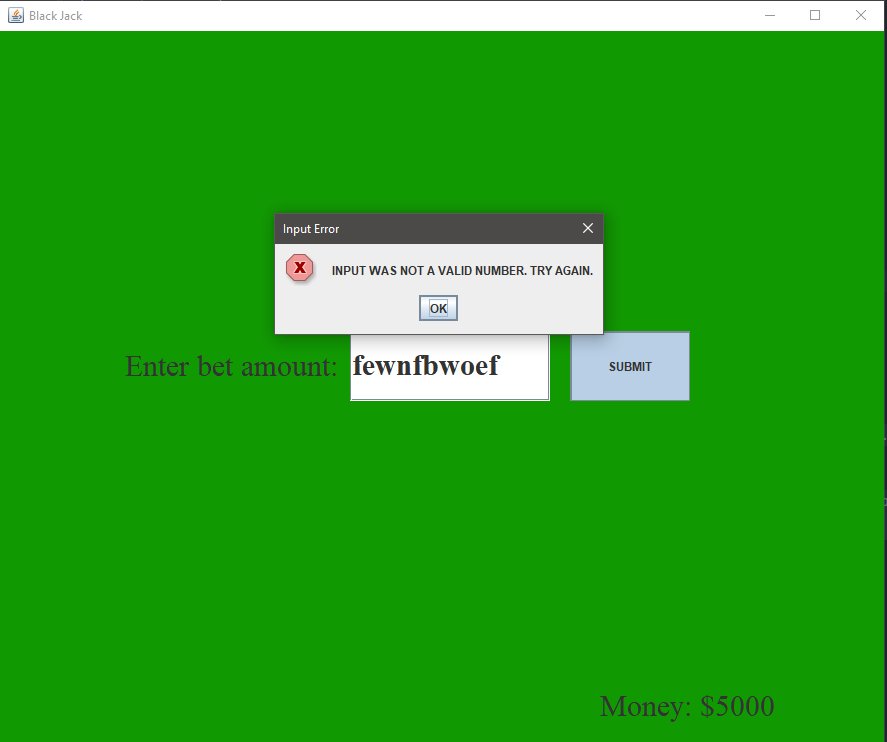 Black Jack
Input Error
INPUT WAS NOT A VALID NUMBER. TRY AGAIN.
OK
Enter bet amount: fewnfbwoef SUBMIT
Money: $5000